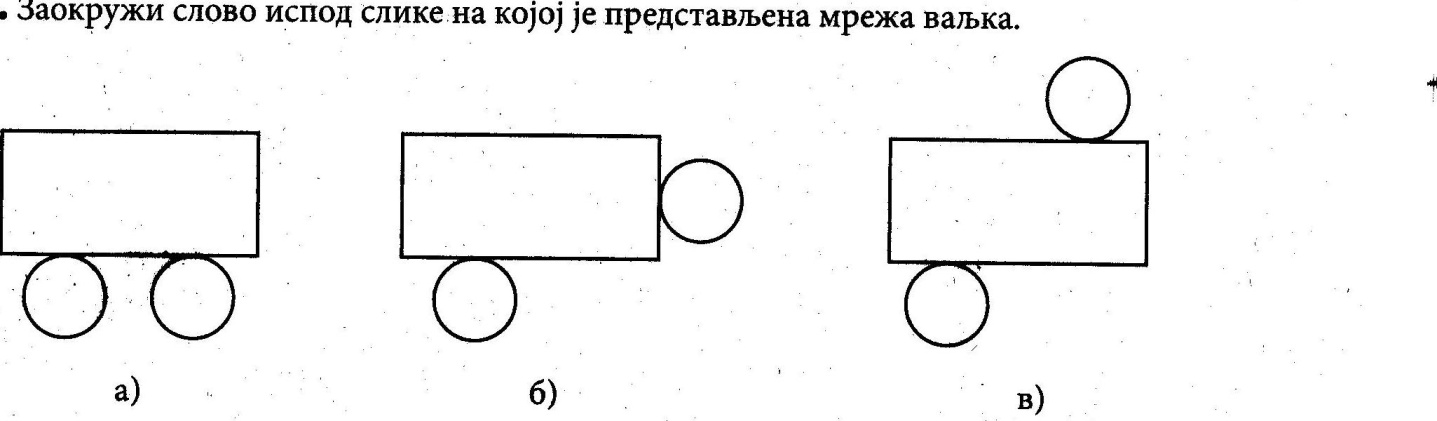 . Заокружи слово испод слике на којој је представљена мрежа ваљка.
а) б) в)